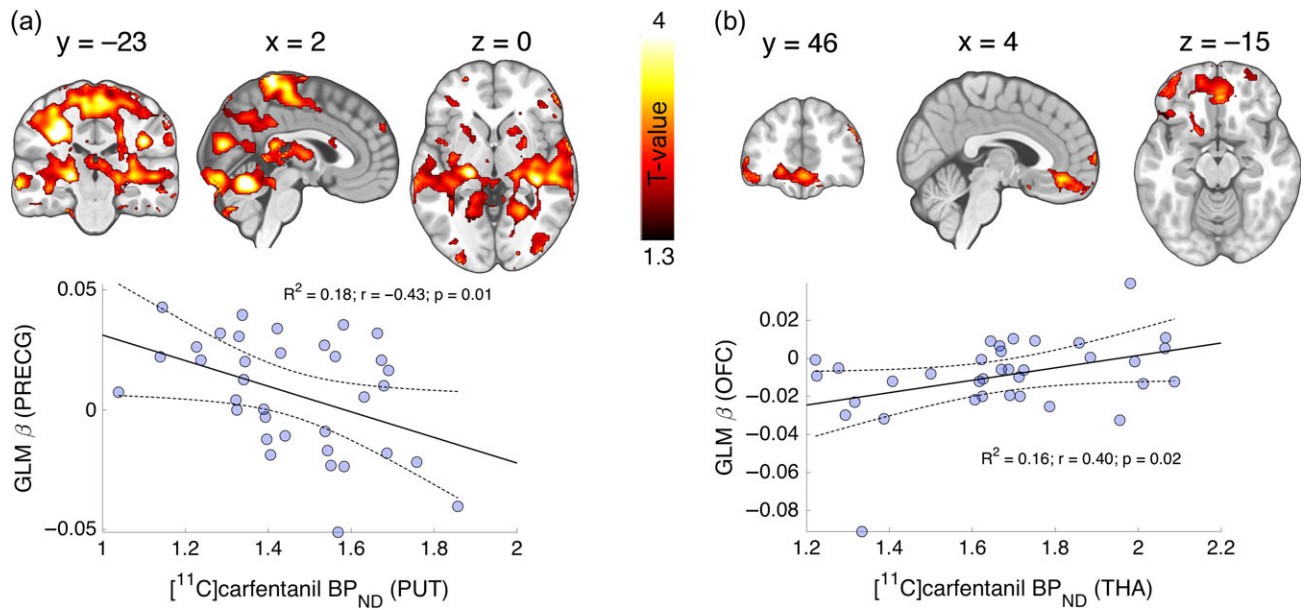 (a)
y = −23
x = 2
z = 0
4
T-value
1.3
R² = 0.18; r = −0.43; p = 0.01
0.05
0
−0.05
GLM β (PRECG)
1
1.2
1.4
1.6
1.8
2
[¹¹C]carfentanil BP_ND (PUT)
(b)
y = 46
x = 4
z = −15
0.02
0
−0.02
−0.04
−0.06
−0.08
GLM β (OFC)
R² = 0.16; r = 0.40; p = 0.02
1.2
1.4
1.6
1.8
2
2.2
[¹¹C]carfentanil BP_ND (THA)